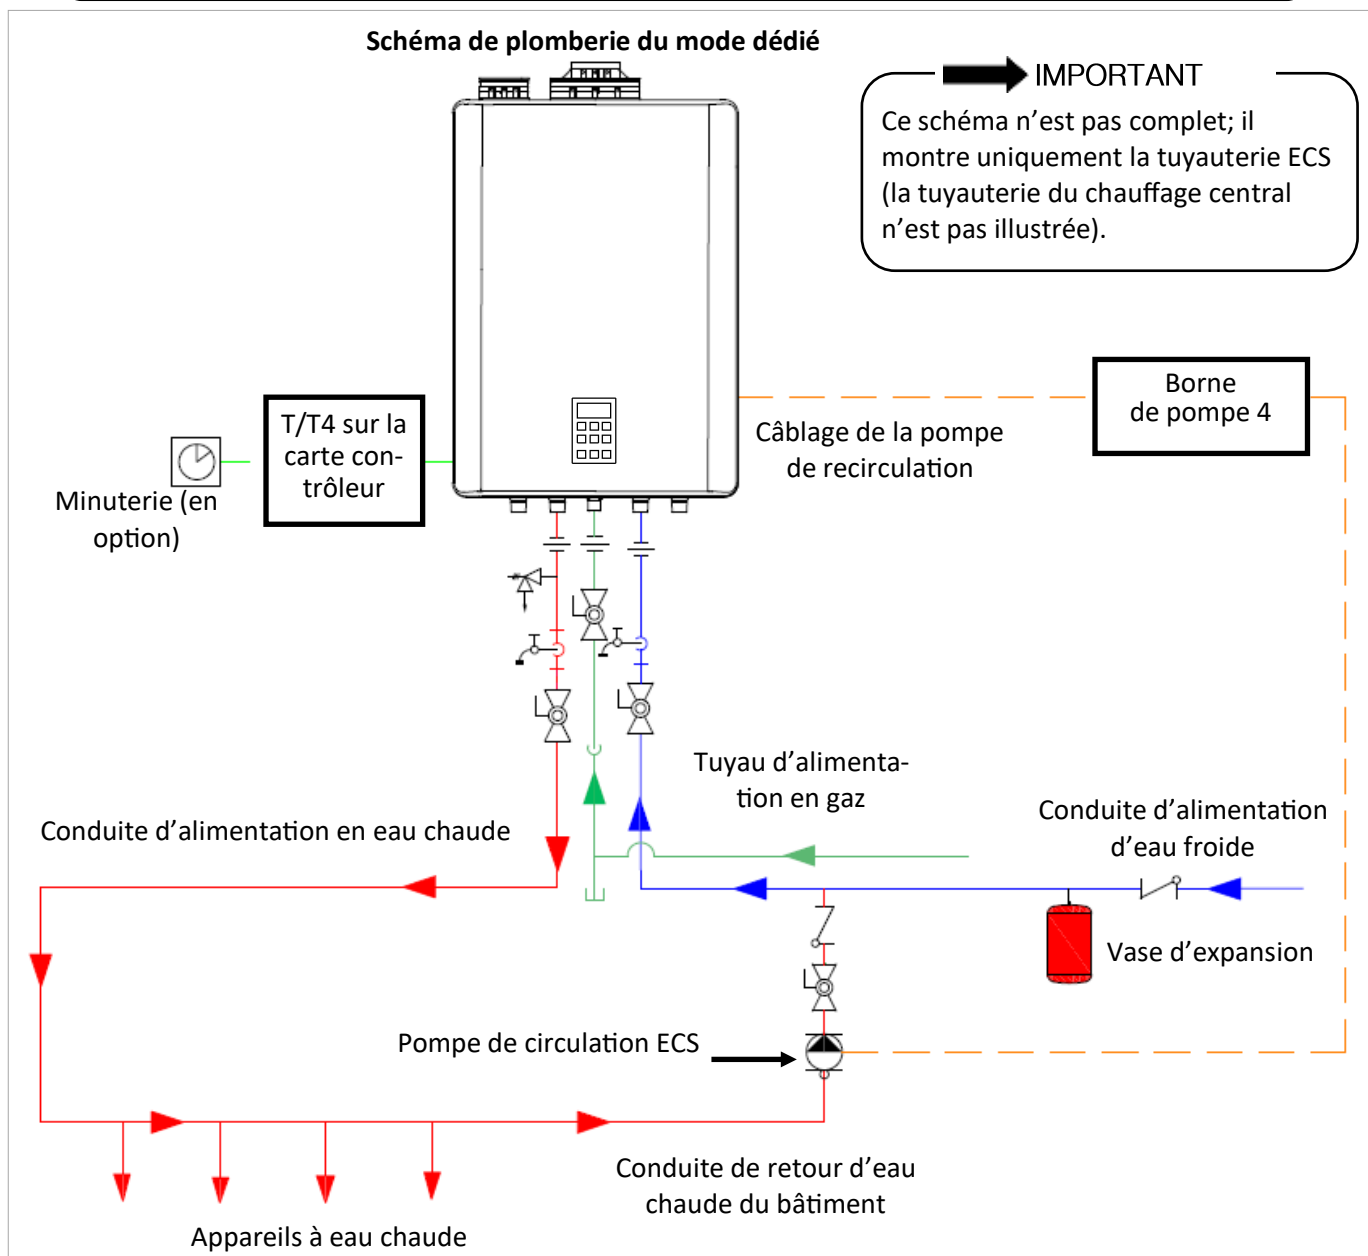 Schéma de plomberie du mode dédié
IMPORTANT
Ce schéma n’est pas complet; il
montre uniquement la tuyauterie ECS
(la tuyauterie du chauffage central
n’est pas illustrée).
Borne
de pompe 4
T/T4 sur la
carte con-
trôleur
Câblage de la pompe
de recirculation
Minuterie (en
option)
Tuyau d’alimenta-
tion en gaz
Conduite d’alimentation
d’eau froide
Conduite d’alimentation en eau chaude
Vase d’expansion
Pompe de circulation ECS
Conduite de retour d’eau
chaude du bâtiment
Appareils à eau chaude